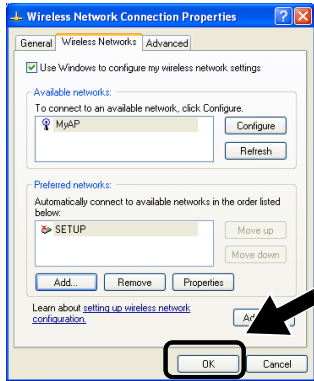 Wireless Network Connection Properties
General Wireless Networks Advanced
Use Windows to configure my wireless network settings
Available networks:
To connect to an available network, click Configure.
MyAP
Configure
Refresh
Preferred networks:
Automatically connect to available networks in the order listed
below:
SETUP
Move up
Move down
Add... Remove Properties
Learn about setting up wireless network
configuration.
OK Cancel